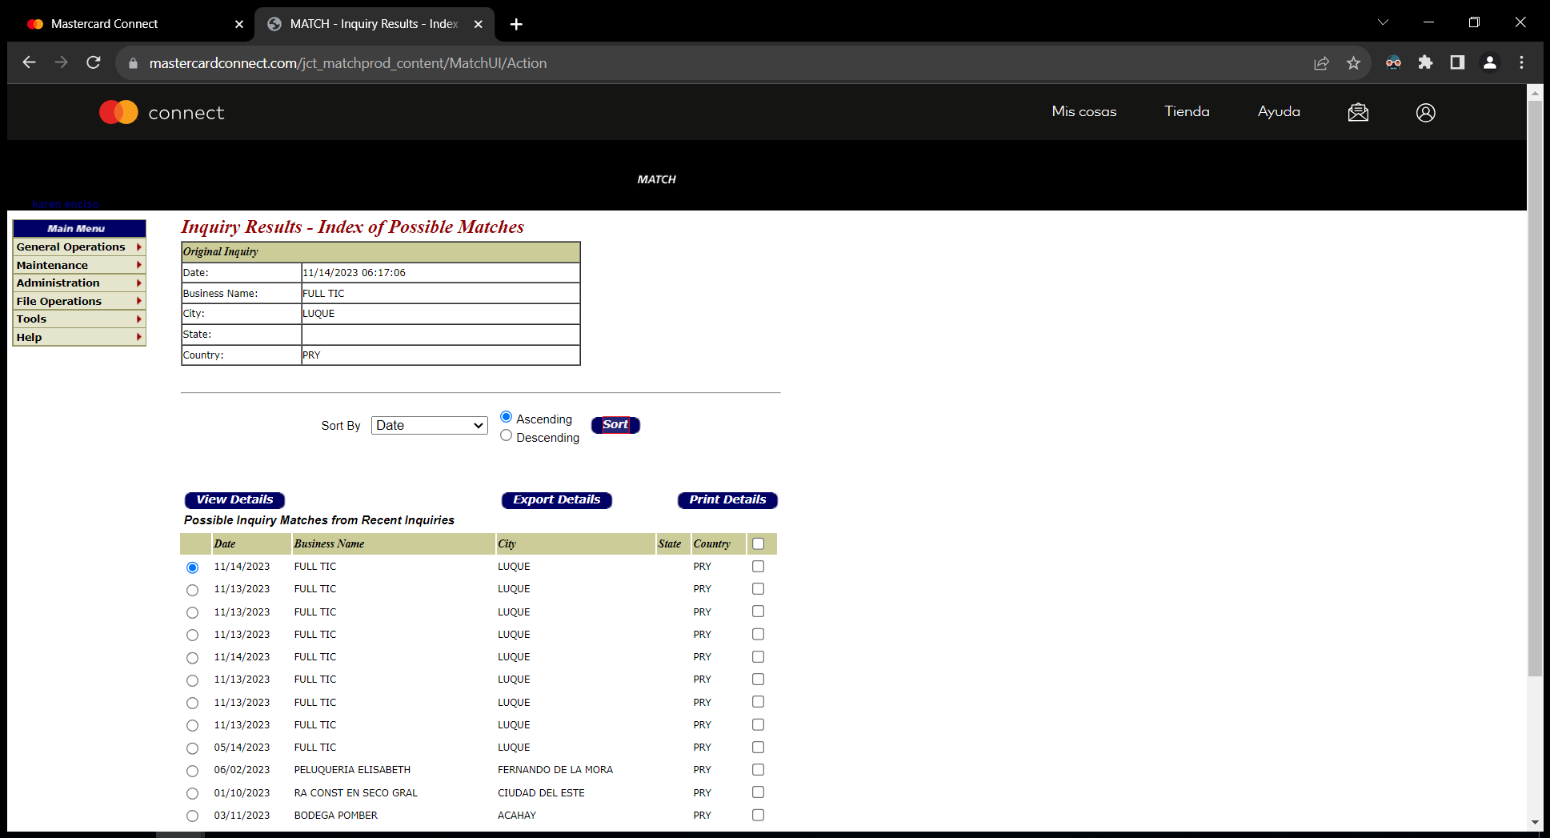 Mastercard Connect
MATCH - Inquiry Results - Index
mastercardconnect.com/jct_matchprod_content/MatchUI/Action
connect
Mis cosas Tienda Ayuda
MATCH
Main Menu
General Operations
Maintenance
Administration
File Operations
Tools
Help
Inquiry Results - Index of Possible Matches
Original Inquiry
Date: 11/14/2023 06:17:06
Business Name: FULL TIC
City: LUQUE
State:
Country: PRY
Sort By Date Ascending Sort
Descending
View Details Export Details Print Details
Possible Inquiry Matches from Recent Inquiries
Date Business Name City State Country
11/14/2023 FULL TIC LUQUE PRY
11/13/2023 FULL TIC LUQUE PRY
11/13/2023 FULL TIC LUQUE PRY
11/13/2023 FULL TIC LUQUE PRY
11/14/2023 FULL TIC LUQUE PRY
11/13/2023 FULL TIC LUQUE PRY
11/13/2023 FULL TIC LUQUE PRY
11/13/2023 FULL TIC LUQUE PRY
05/14/2023 FULL TIC LUQUE PRY
06/02/2023 PELUQUERIA ELISABETH FERNANDO DE LA MORA PRY
01/10/2023 RA CONST EN SECO GRAL CIUDAD DEL ESTE PRY
03/11/2023 BODEGA POMBER ACAHAY PRY